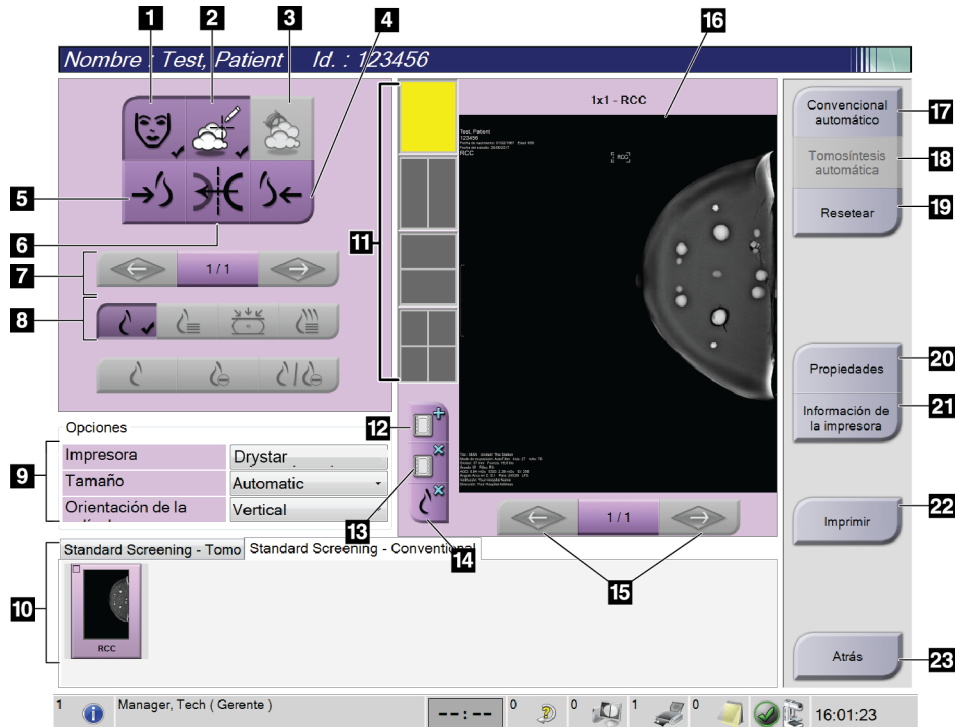 1
2
3
4
16
Nombre : Test, Patient Id. : 123456
1x1 - RCC
Test, Patient
123456
RCC
RCC
Convencional
automático
17
Tomosíntesis
automática
18
Resetear
19
5
6
11
7
1 / 1
8
Propiedades
20
Información de
la impresora
21
12
Opciones
9
Impresora
Drystar
Tamaño
Automatic
Orientación de la
Vertical
13
14
1 / 1
15
Imprimir
22
10
Standard Screening - Tomo
Standard Screening - Conventional
RCC
Atrás
23
1
Manager, Tech ( Gerente )
--:--
0
0
1
0
16:01:23